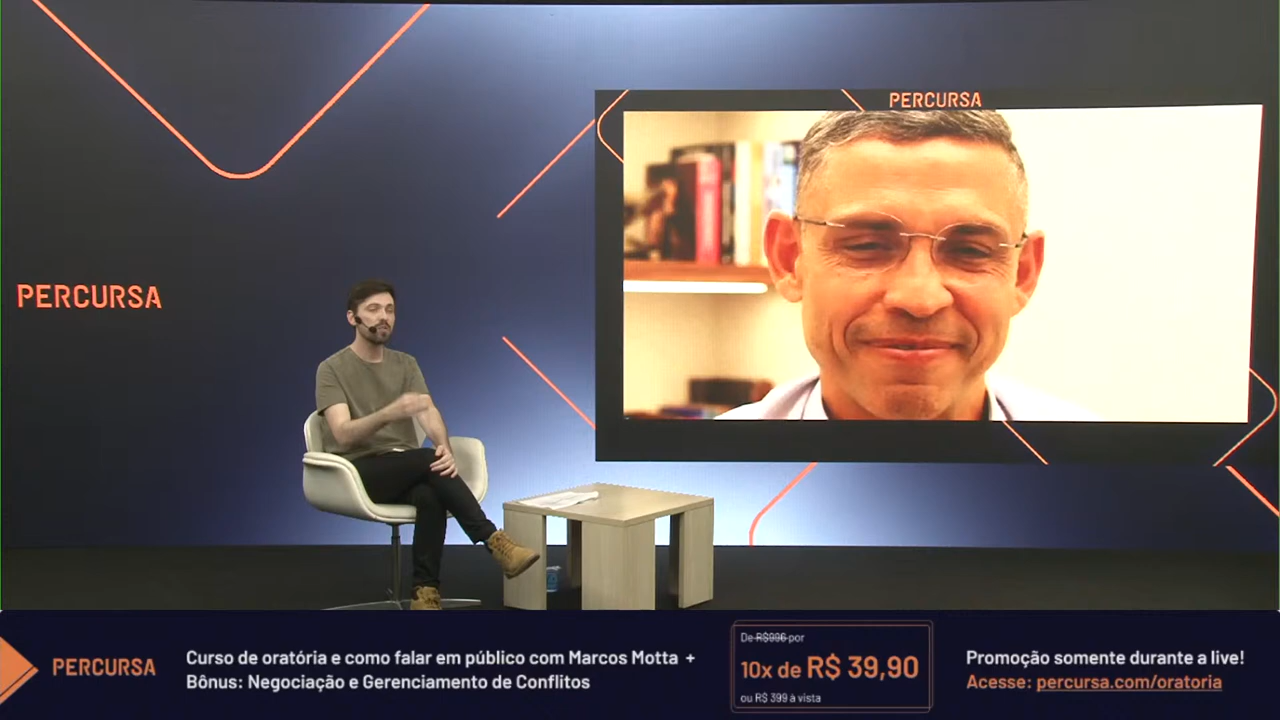 PERCURSA
PERCURSA
PERCURSA
Curso de oratória e como falar em público com Marcos Motta +
Bônus: Negociação e Gerenciamento de Conflitos
De R$996 por
10x de R$ 39,90
ou R$ 399 à vista
Promoção somente durante a live!
Acesse: percursa.com/oratoria